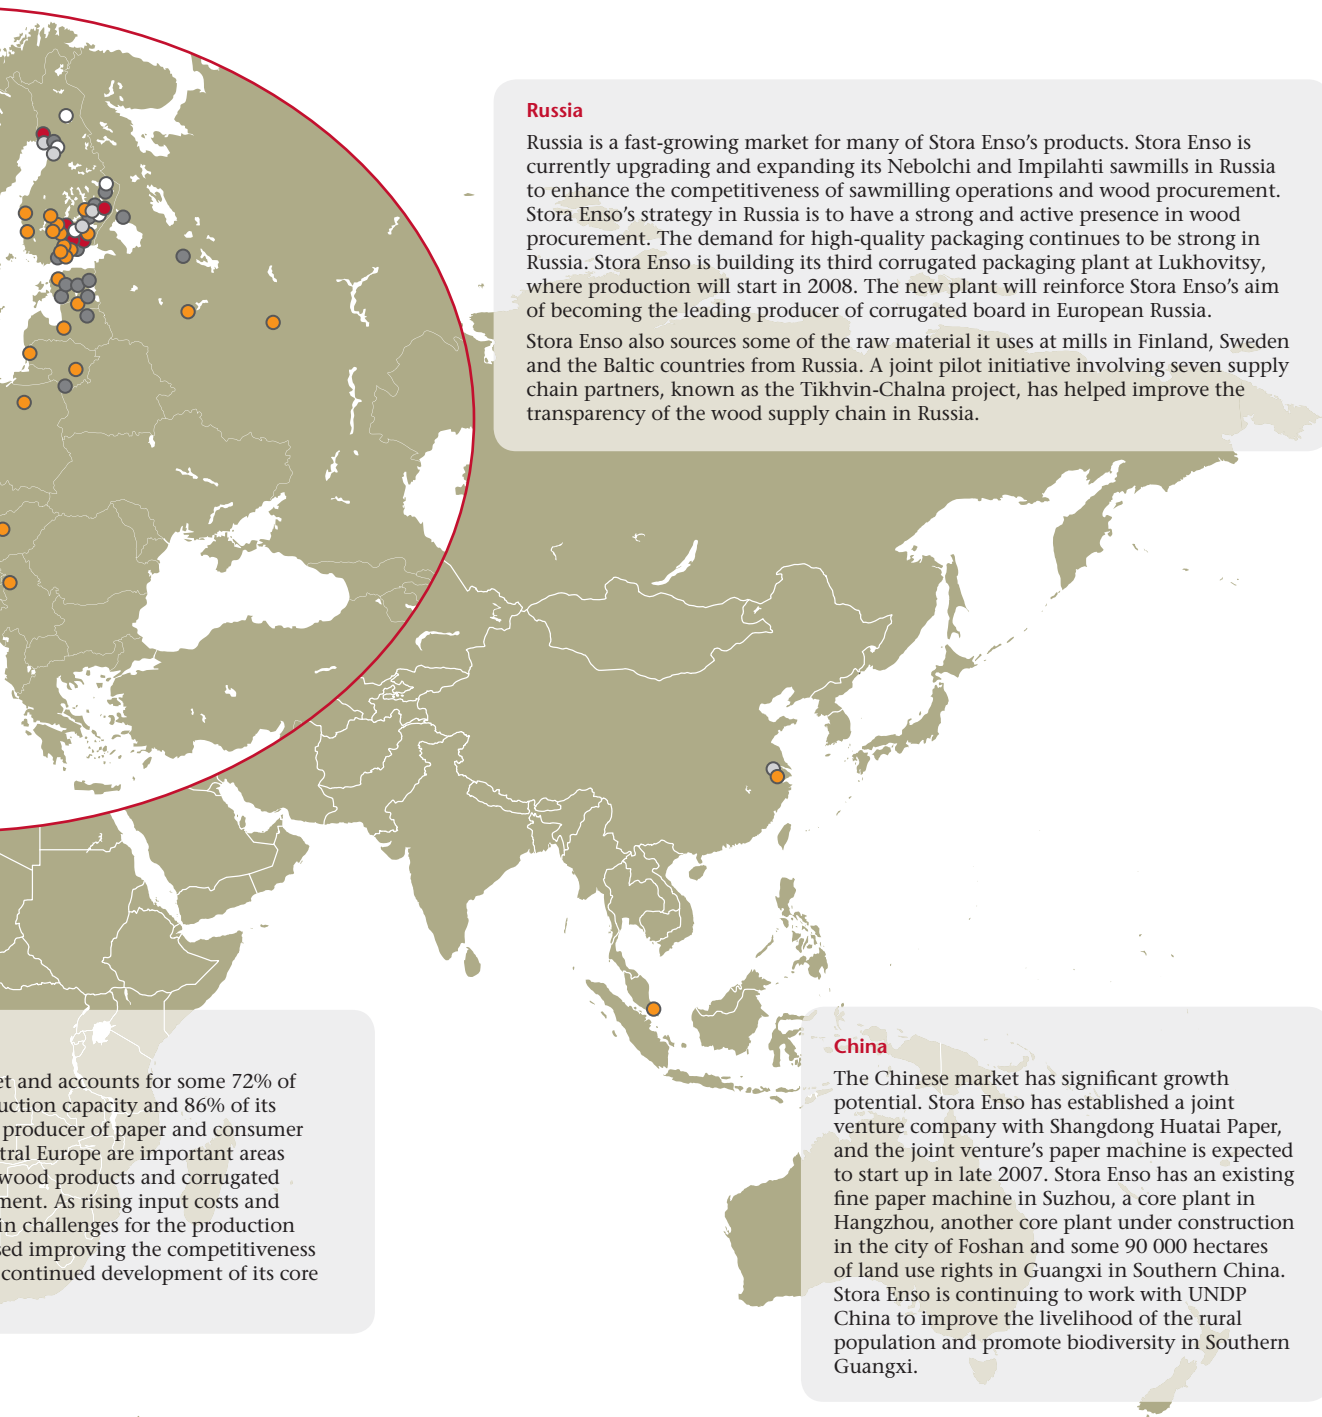 Russia
Russia is a fast-growing market for many of Stora Enso’s products. Stora Enso is
currently upgrading and expanding its Nebolchi and Impilahti sawmills in Russia
to enhance the competitiveness of sawmilling operations and wood procurement.
Stora Enso’s strategy in Russia is to have a strong and active presence in wood
procurement. The demand for high-quality packaging continues to be strong in
Russia. Stora Enso is building its third corrugated packaging plant at Lukhovitsy,
where production will start in 2008. The new plant will reinforce Stora Enso’s aim
of becoming the leading producer of corrugated board in European Russia.
Stora Enso also sources some of the raw material it uses at mills in Finland, Sweden
and the Baltic countries from Russia. A joint pilot initiative involving seven supply
chain partners, known as the Tikhvin-Chalna project, has helped improve the
transparency of the wood supply chain in Russia.
et and accounts for some 72% of
uction capacity and 86% of its
producer of paper and consumer
tral Europe are important areas
wood products and corrugated
ment. As rising input costs and
in challenges for the production
sed improving the competitiveness
continued development of its core
China
The Chinese market has significant growth
potential. Stora Enso has established a joint
venture company with Shangdong Huatai Paper,
and the joint venture’s paper machine is expected
to start up in late 2007. Stora Enso has an existing
fine paper machine in Suzhou, a core plant in
Hangzhou, another core plant under construction
in the city of Foshan and some 90 000 hectares
of land use rights in Guangxi in Southern China.
Stora Enso is continuing to work with UNDP
China to improve the livelihood of the rural
population and promote biodiversity in Southern
Guangxi.